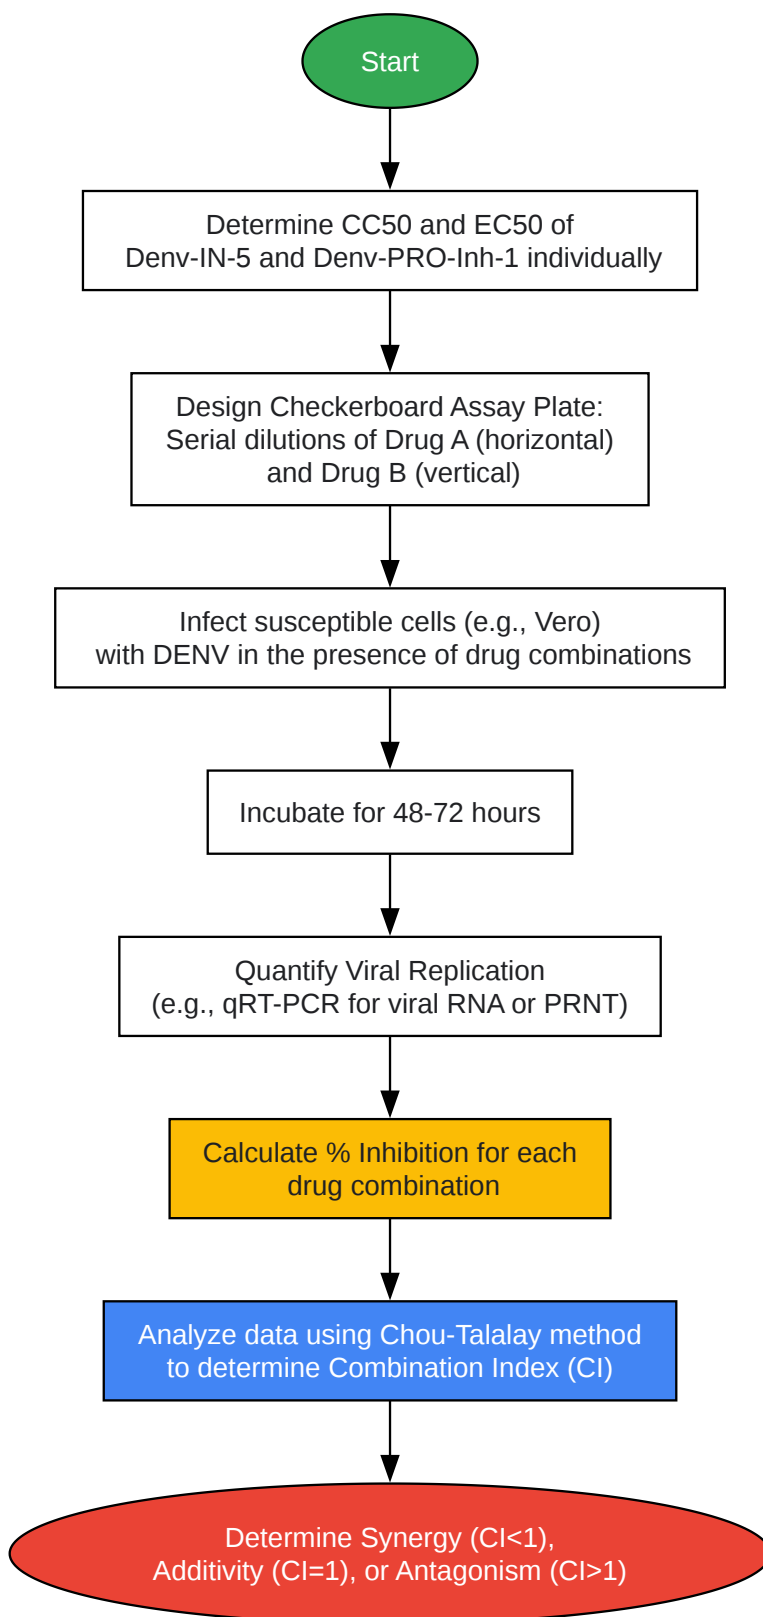 Start
Determine CC50 and EC50 of
Denv-IN-5 and Denv-PRO-Inh-1 individually
Design Checkerboard Assay Plate:
Serial dilutions of Drug A (horizontal)
and Drug B (vertical)
Infect susceptible cells (e.g., Vero)
with DENV in the presence of drug combinations
Incubate for 48-72 hours
Quantify Viral Replication
(e.g., qRT-PCR for viral RNA or PRNT)
Calculate % Inhibition for each
drug combination
Analyze data using Chou-Talalay method
to determine Combination Index (CI)
Determine Synergy (CI<1),
Additivity (CI=1), or Antagonism (CI>1)